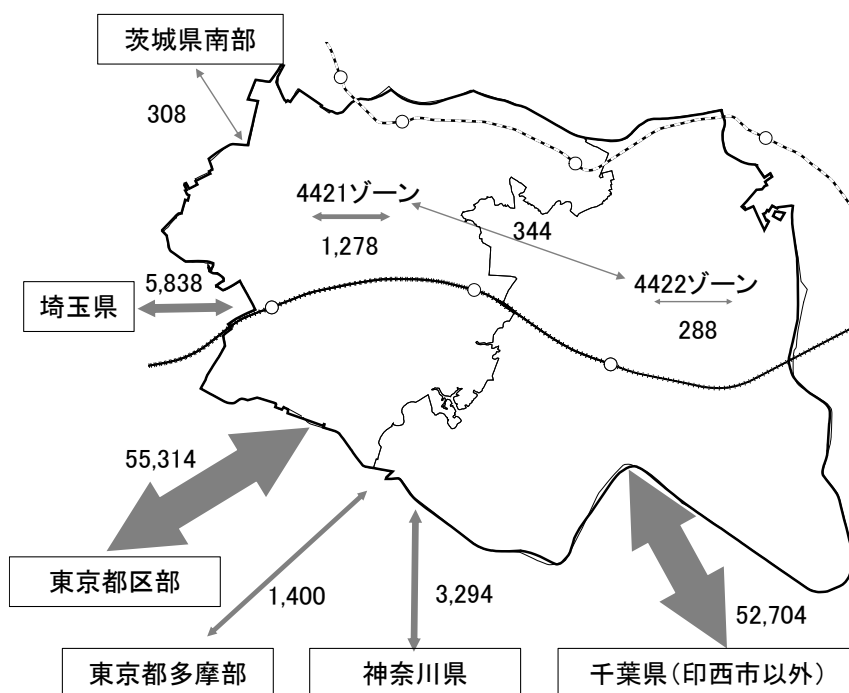 茨城県南部
308
4421ゾーン
1,278
344
4422ゾーン
288
5,838
埼玉県
55,314
東京都区部
1,400
3,294
52,704
東京都多摩部
神奈川県
千葉県(印西市以外)